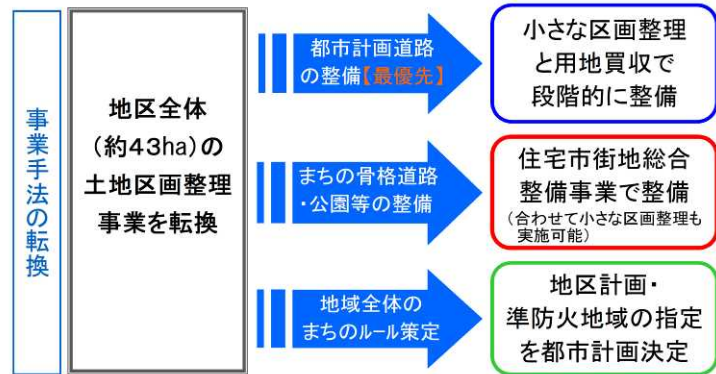 事業手法の転換
地区全体
(約43ha)の
土地区画整理
事業を転換
都市計画道路
の整備【最優先】
小さな区画整理
と用地買収で
段階的に整備
まちの骨格道路
・公園等の整備
住宅市街地総合
整備事業で整備
(合わせて小さな区画整理も
実施可能)
地域全体の
まちのルール策定
地区計画・
準防火地域の指定
を都市計画決定